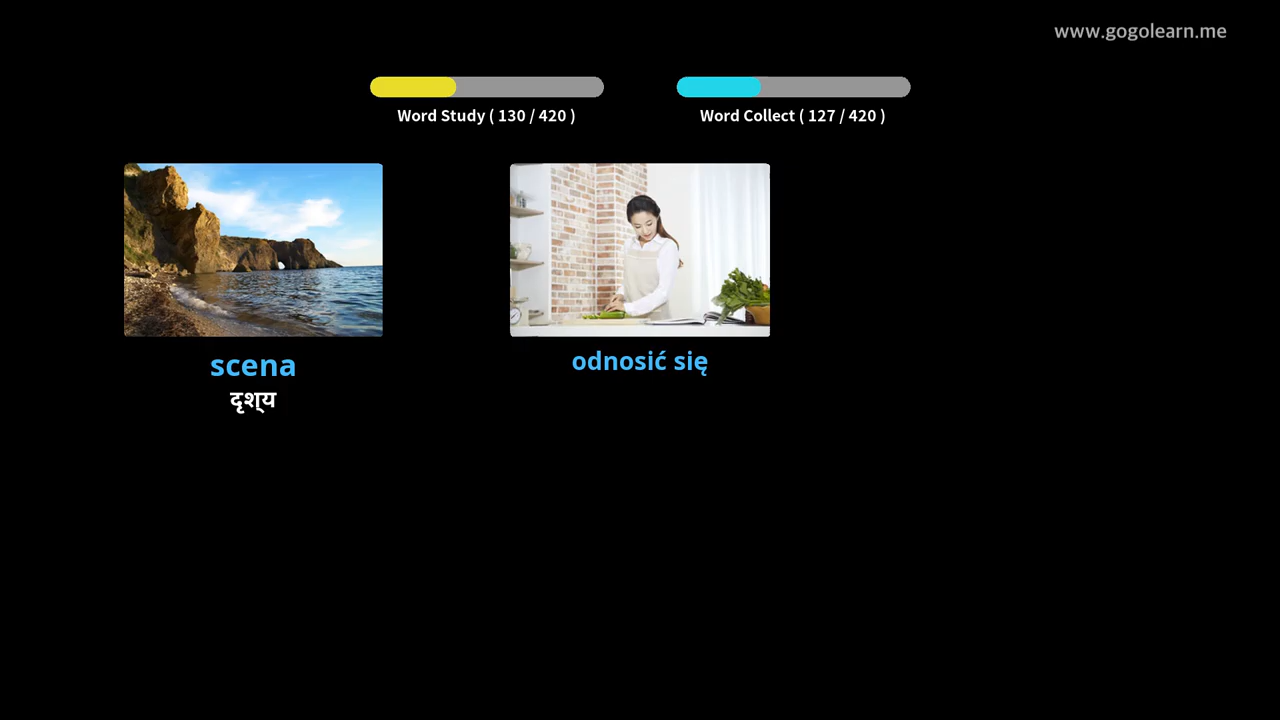 www.gogolearn.me
Word Study ( 130 / 420 )
Word Collect ( 127 / 420 )
scena
दृश्य
odnosić się